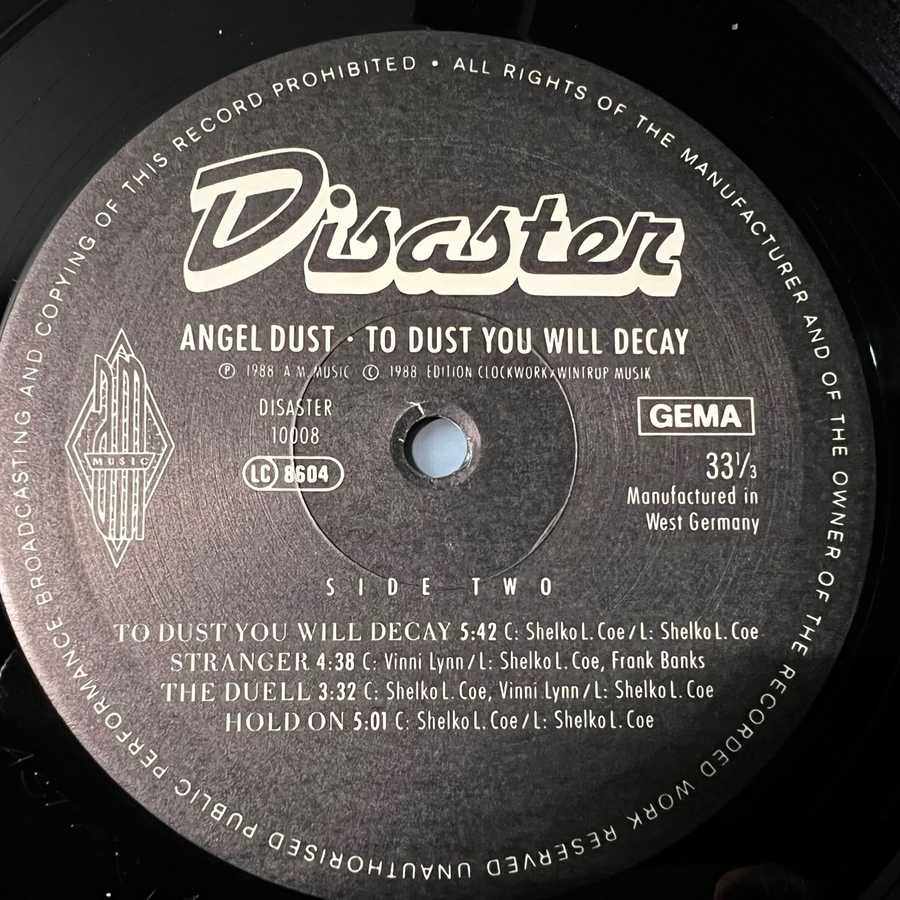 UNAUTHORISED PUBLIC PERFORMANCE, BROADCASTING AND COPYING OF THIS RECORD PROHIBITED • ALL RIGHTS OF THE MANUFACTURER AND OF THE OWNER OF THE RECORDED WORK RESERVED
Disaster
ANGEL DUST · TO DUST YOU WILL DECAY
Ⓟ 1988 A.M. MUSIC © 1988 EDITION CLOCKWORK/WINTRUP MUSIK
DISASTER
10008
LC 8604
GEMA
33⅓
Manufactured in
West Germany
MUSIC
SIDE TWO
TO DUST YOU WILL DECAY 5:42 C: Shelko L. Coe / L: Shelko L. Coe
STRANGER 4:38 C: Vinni Lynn / L: Shelko L. Coe, Frank Banks
THE DUELL 3:32 C: Shelko L. Coe, Vinni Lynn / L: Shelko L. Coe
HOLD ON 5:01 C: Shelko L. Coe / L: Shelko L. Coe